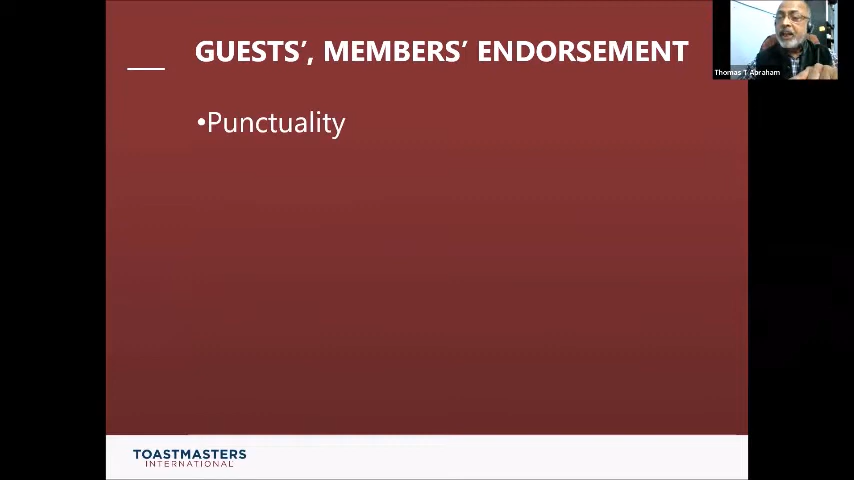 GUESTS’, MEMBERS’ ENDORSEMENT
Thomas T Abraham
•Punctuality
TOASTMASTERS
INTERNATIONAL